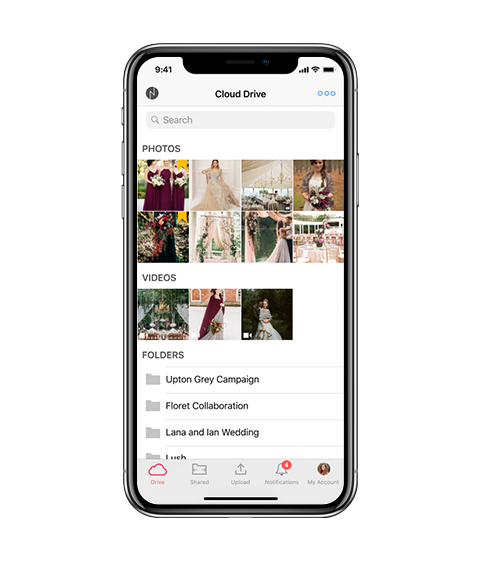 9:41
Cloud Drive
Search
PHOTOS
VIDEOS
FOLDERS
Upton Grey Campaign
Floret Collaboration
Lana and Ian Wedding
Lush
4
Drive
Shared
Upload
Notifications
My Account